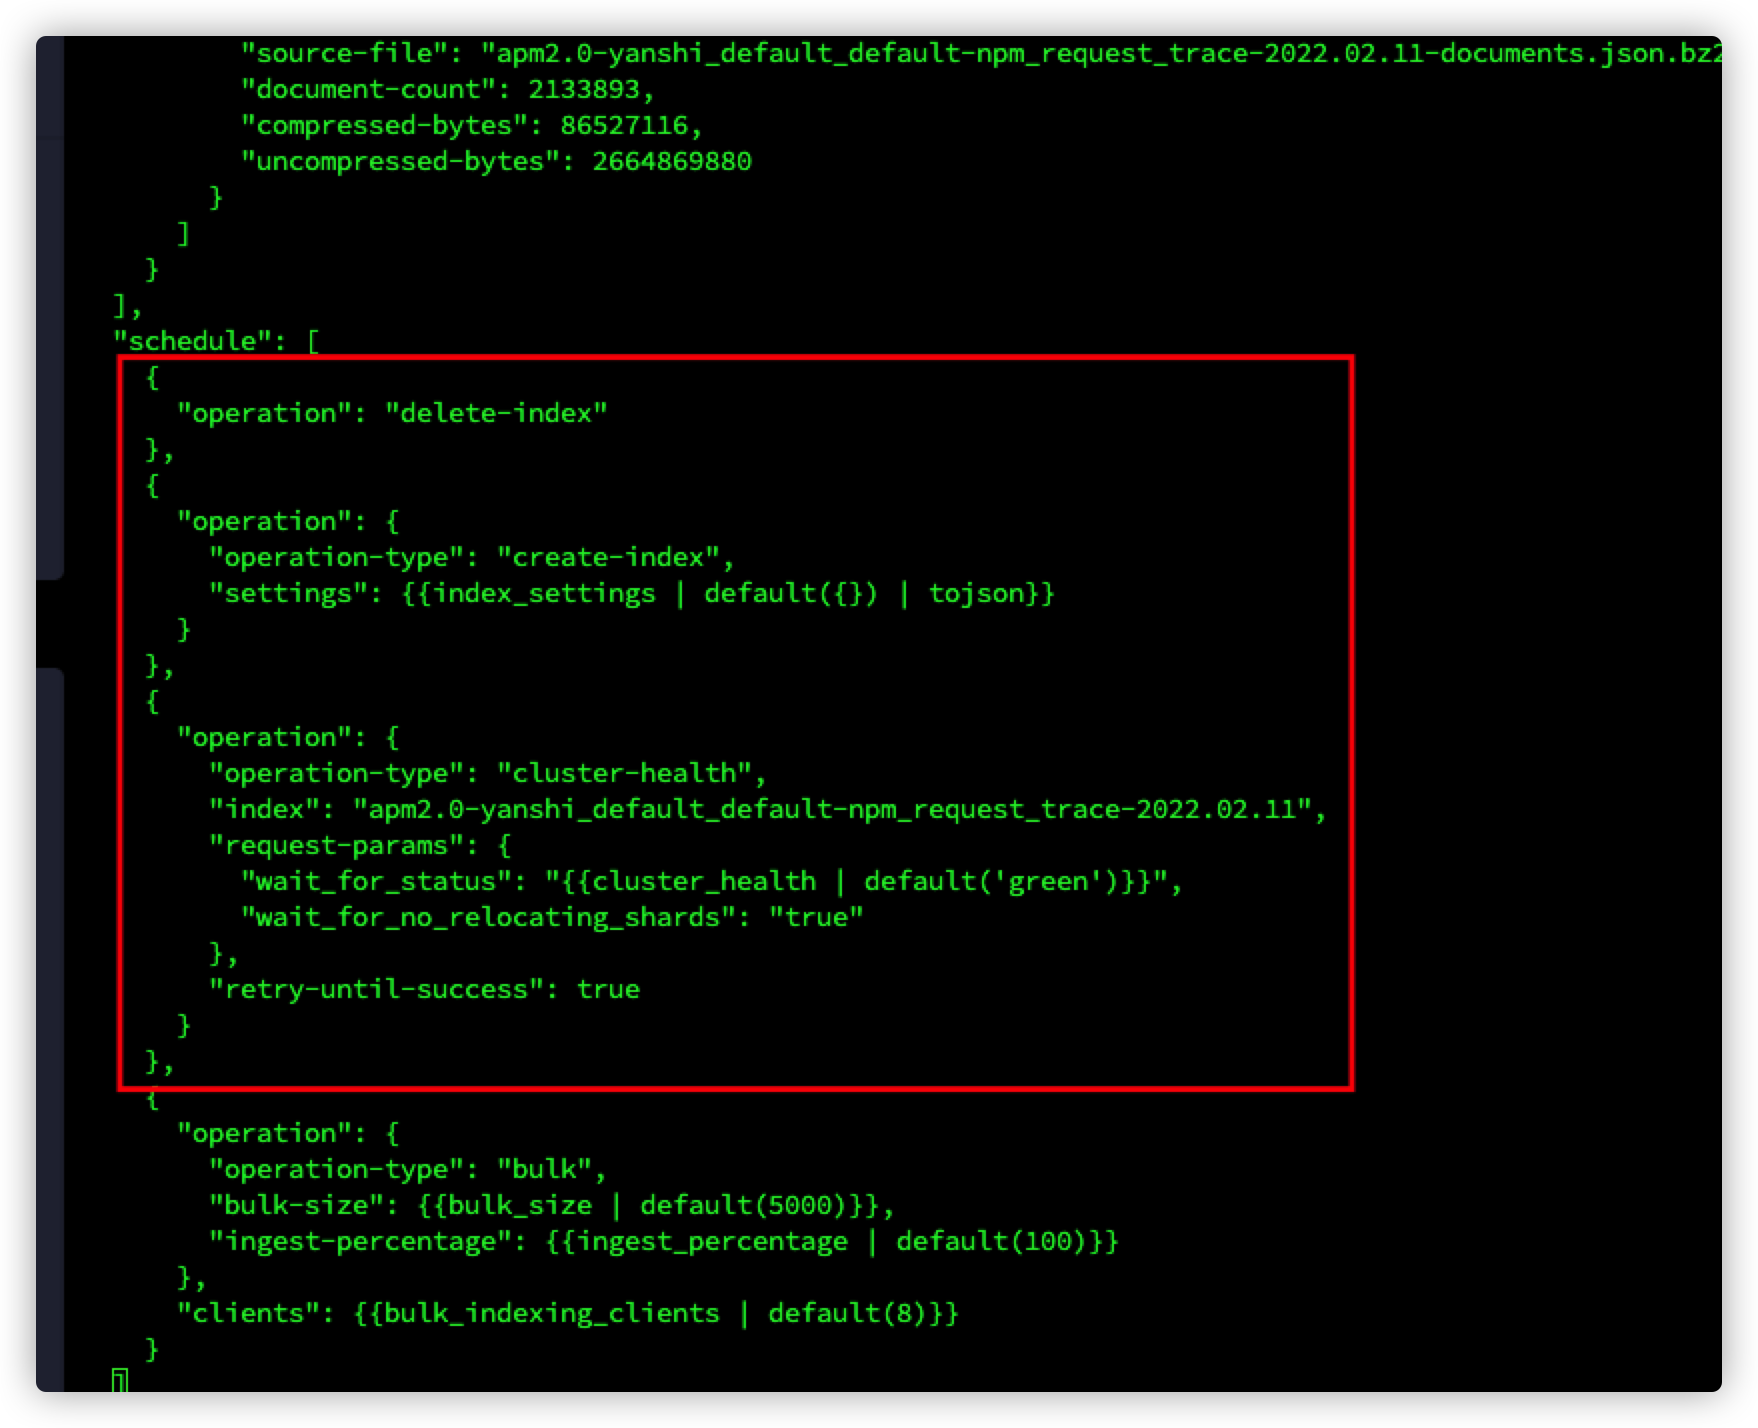 "source-file": "apm2.0-yanshi_default_default-npm_request_trace-2022.02.11-documents.json.bz2
"document-count": 2133893,
"compressed-bytes": 86527116,
"uncompressed-bytes": 2664869880
}
]
}
],
"schedule": [
{
"operation": "delete-index"
},
{
"operation": {
"operation-type": "create-index",
"settings": {{index_settings | default({}) | tojson}}
}
},
{
"operation": {
"operation-type": "cluster-health",
"index": "apm2.0-yanshi_default_default-npm_request_trace-2022.02.11",
"request-params": {
"wait_for_status": "{{cluster_health | default('green')}}",
"wait_for_no_relocating_shards": "true"
},
"retry-until-success": true
}
},
{
"operation": {
"operation-type": "bulk",
"bulk-size": {{bulk_size | default(5000)}},
"ingest-percentage": {{ingest_percentage | default(100)}}
},
"clients": {{bulk_indexing_clients | default(8)}}
}
]